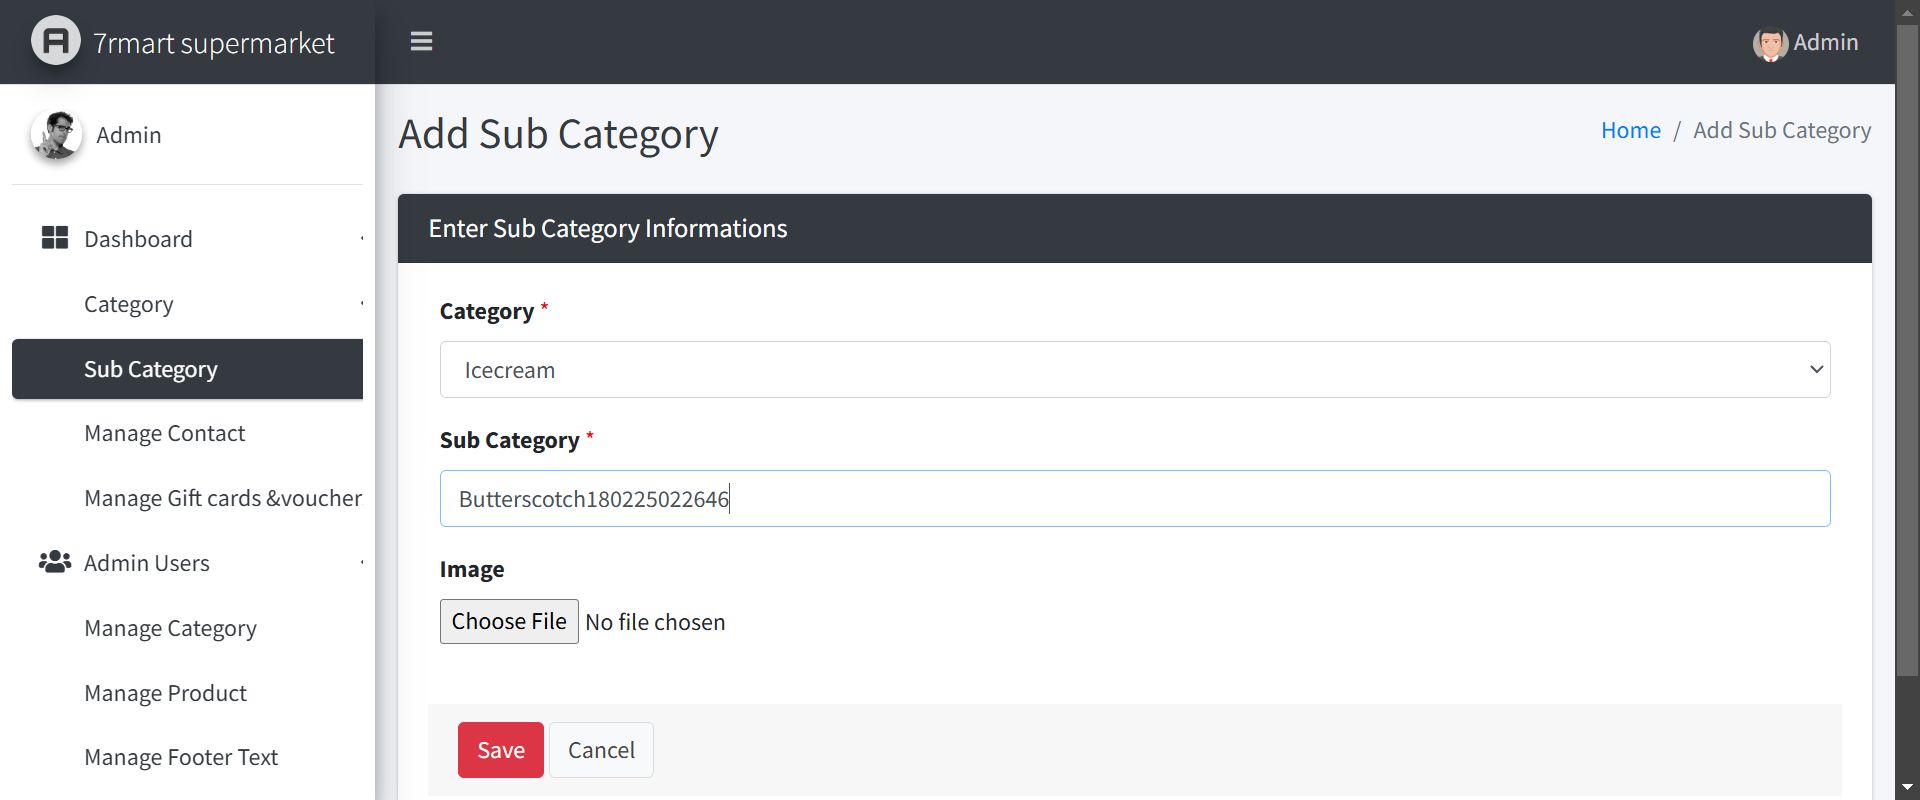 7rmart supermarket
Admin
Admin
Add Sub Category
Home / Add Sub Category
Dashboard
Category
Sub Category
Manage Contact
Manage Gift cards &voucher
Admin Users
Manage Category
Manage Product
Manage Footer Text
Enter Sub Category Informations
Category *
Icecream
Sub Category *
Butterscotch180225022646
Image
Choose File No file chosen
Save Cancel